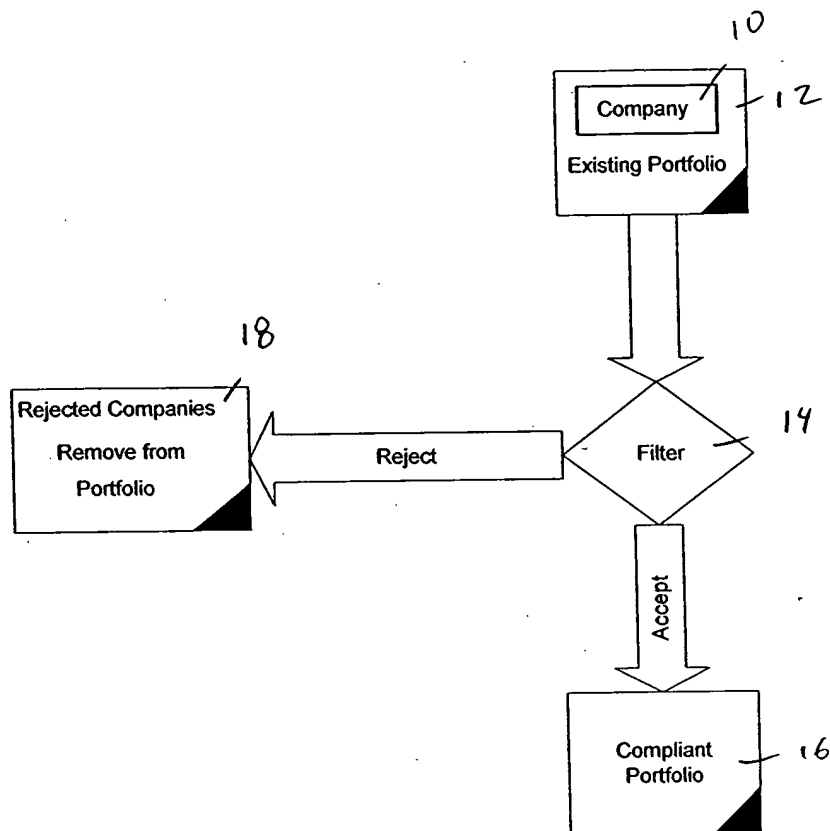 10
12
Company
Existing Portfolio
18
Rejected Companies
Remove from
Portfolio
Reject
14
Filter
Accept
Compliant
Portfolio
16